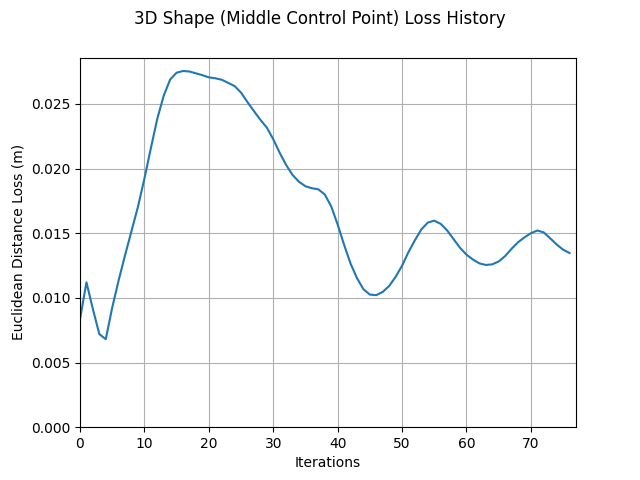 3D Shape (Middle Control Point) Loss History
Euclidean Distance Loss (m)
0.025
0.020
0.015
0.010
0.005
0.000
0 10 20 30 40 50 60 70
Iterations